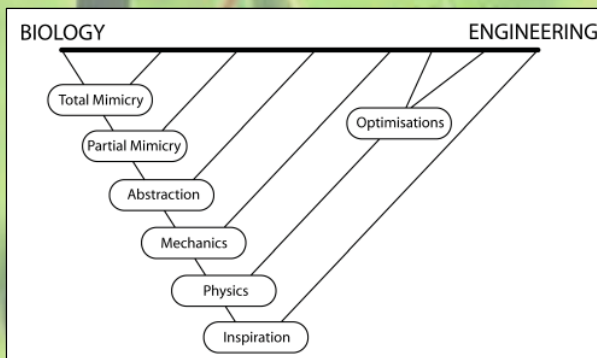 BIOLOGY
ENGINEERING
Total Mimicry
Optimisations
Partial Mimicry
Abstraction
Mechanics
Physics
Inspiration